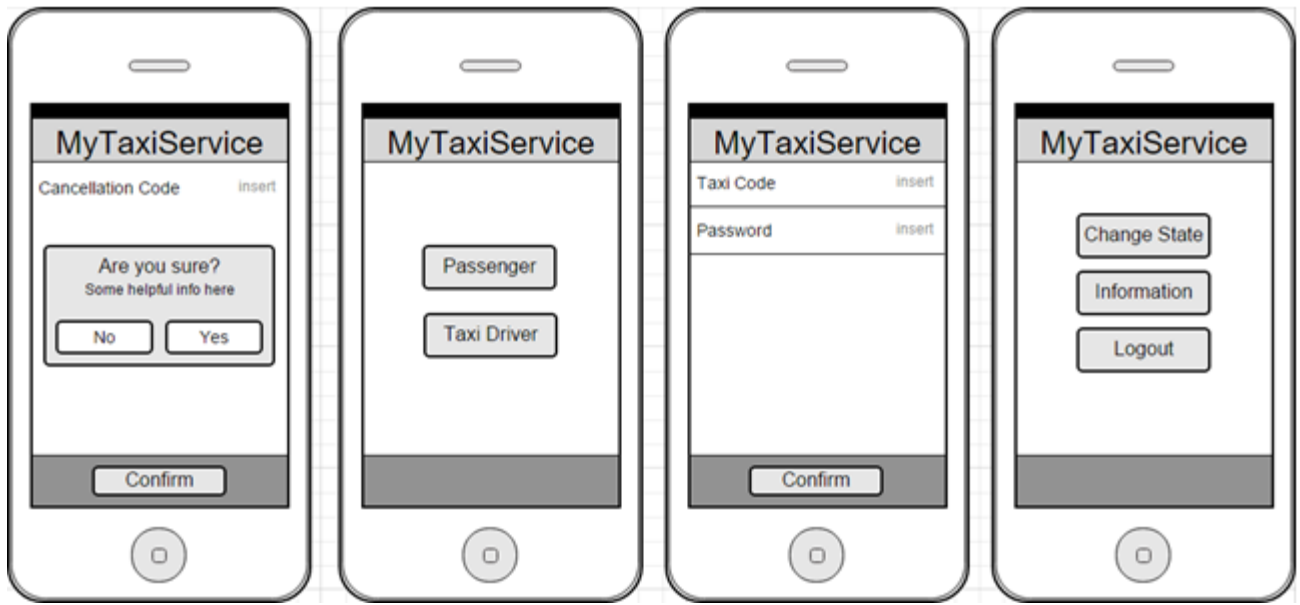 MyTaxiService
Cancellation Code insert
Are you sure?
Some helpful info here
No Yes
Confirm
MyTaxiService
Passenger
Taxi Driver
MyTaxiService
Taxi Code insert
Password insert
Confirm
MyTaxiService
Change State
Information
Logout